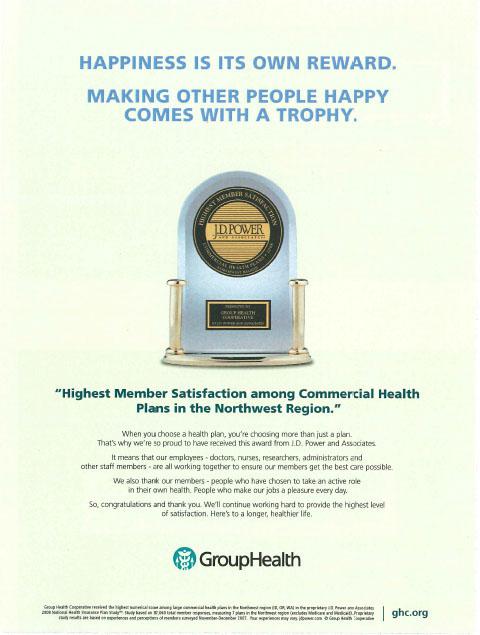 HAPPINESS IS ITS OWN REWARD.
MAKING OTHER PEOPLE HAPPY
COMES WITH A TROPHY.
HIGHEST MEMBER SATISFACTION
J.D. POWER
AND ASSOCIATES
PRESENTED TO
GROUP HEALTH
COOPERATIVE
BY J.D. POWER AND ASSOCIATES
“Highest Member Satisfaction among Commercial Health
Plans in the Northwest Region.”
When you choose a health plan, you’re choosing more than just a plan.
That’s why we’re so proud to have received this award from J.D. Power and Associates.
It means that our employees - doctors, nurses, researchers, administrators and
other staff members - are all working together to ensure our members get the best care possible.
We also thank our members - people who have chosen to take an active role
in their own health. People who make our jobs a pleasure every day.
So, congratulations and thank you. We’ll continue working hard to provide the highest level
of satisfaction. Here’s to a longer, healthier life.
GroupHealth
Group Health Cooperative received the highest numerical score among large commercial health plans in the Northwest region (ID, OR, WA) in the proprietary J.D. Power and Associates
2008 National Health Insurance Plan Study℠. Study based on total member responses, measuring 7 plans in the Northwest region (excludes Medicare and Medicaid). Proprietary
study results are based on experiences and perceptions of members surveyed November-December 2007. Your experiences may vary. jdpower.com. © Group Health Cooperative
ghc.org